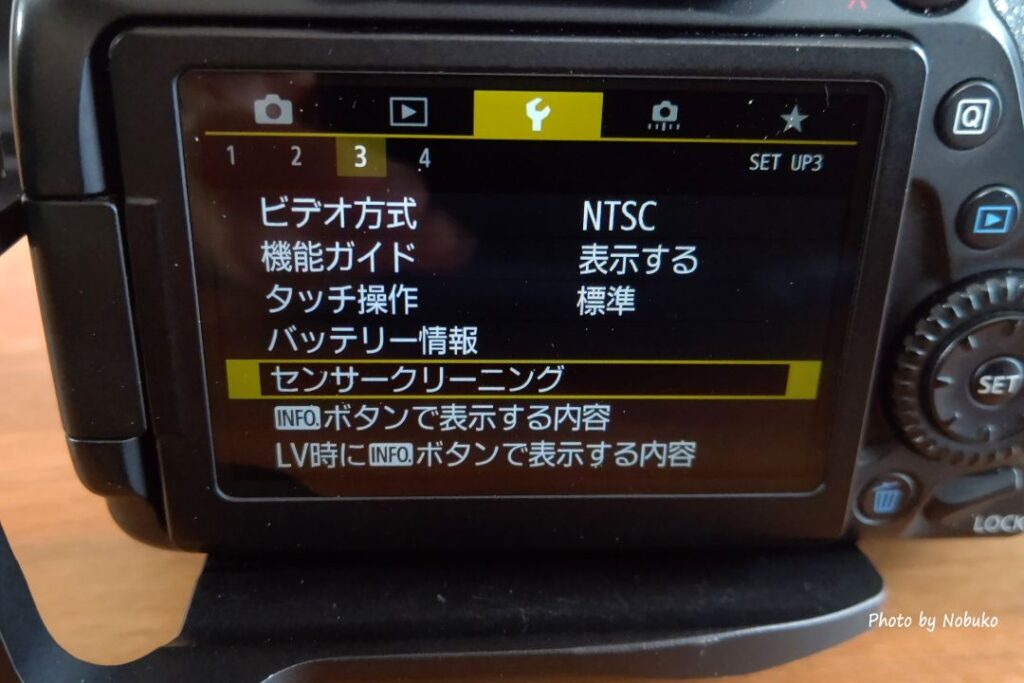 1 2 3 4 SET UP3
ビデオ方式 NTSC
機能ガイド 表示する
タッチ操作 標準
バッテリー情報
センサークリーニング
INFO.ボタンで表示する内容
LV時にINFO.ボタンで表示する内容
Q
SET
LOCK
Photo by Nobuko